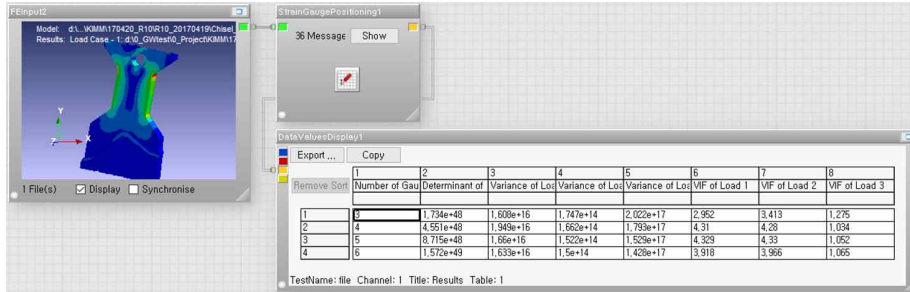 FEInput2
Model: d:\...\KIMM\170420_R10\R10_20170419\Chisel_
Results: Load Case - 1: d:\0_GWtest\0_Project\KIMM\17
Y
Z
X
1 File(s) Display Synchronise
StrainGaugePositioning1
36 Message Show
DataValuesDisplay1
Export ... Copy
1 2 3 4 5 6 7 8
Remove Sort Number of Gau Determinant of Variance of Loa Variance of Loa Variance of Loa VIF of Load 1 VIF of Load 2 VIF of Load 3
1 3 1,734e+48 1,608e+16 1,747e+14 2,022e+17 2,952 3,413 1,275
2 4 4,551e+48 1,949e+16 1,662e+14 1,793e+17 4,31 4,28 1,034
3 5 8,715e+48 1,66e+16 1,522e+14 1,529e+17 4,329 4,33 1,052
4 6 1,572e+49 1,633e+16 1,5e+14 1,428e+17 3,918 3,966 1,065
TestName: file Channel: 1 Title: Results Table: 1